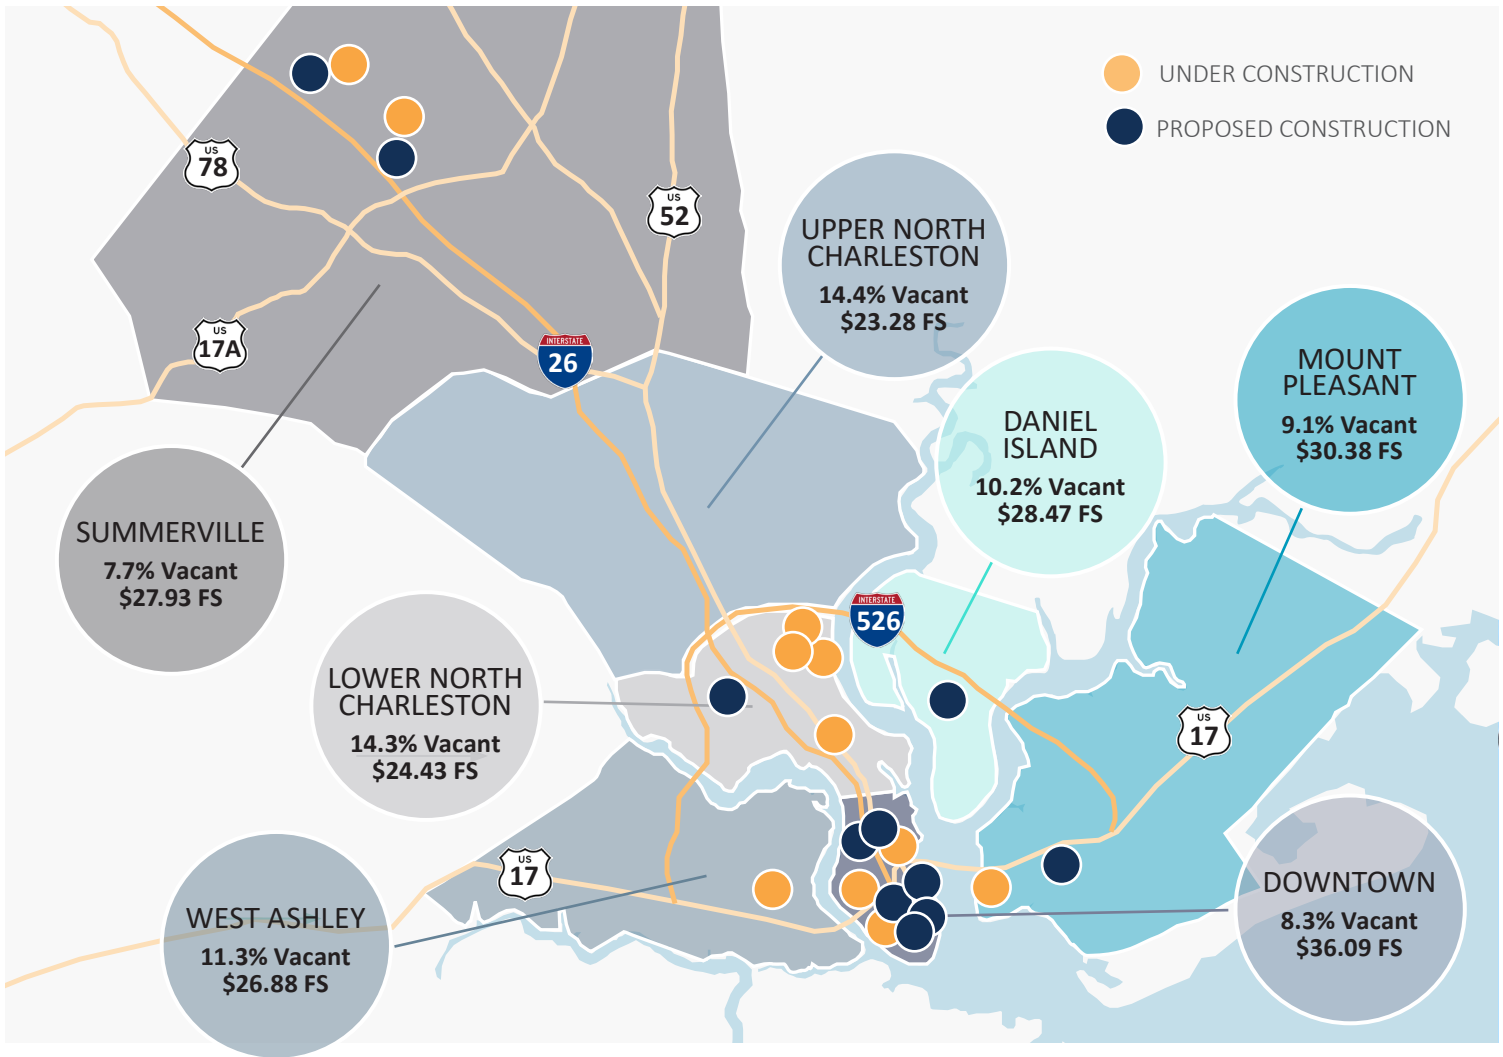 UNDER CONSTRUCTION
PROPOSED CONSTRUCTION
US
78
US
52
UPPER NORTH
CHARLESTON
14.4% Vacant
$23.28 FS
US
17A
INTERSTATE
26
MOUNT
PLEASANT
9.1% Vacant
$30.38 FS
DANIEL
ISLAND
10.2% Vacant
$28.47 FS
SUMMERVILLE
7.7% Vacant
$27.93 FS
INTERSTATE
526
LOWER NORTH
CHARLESTON
14.3% Vacant
$24.43 FS
US
17
US
17
DOWNTOWN
8.3% Vacant
$36.09 FS
WEST ASHLEY
11.3% Vacant
$26.88 FS